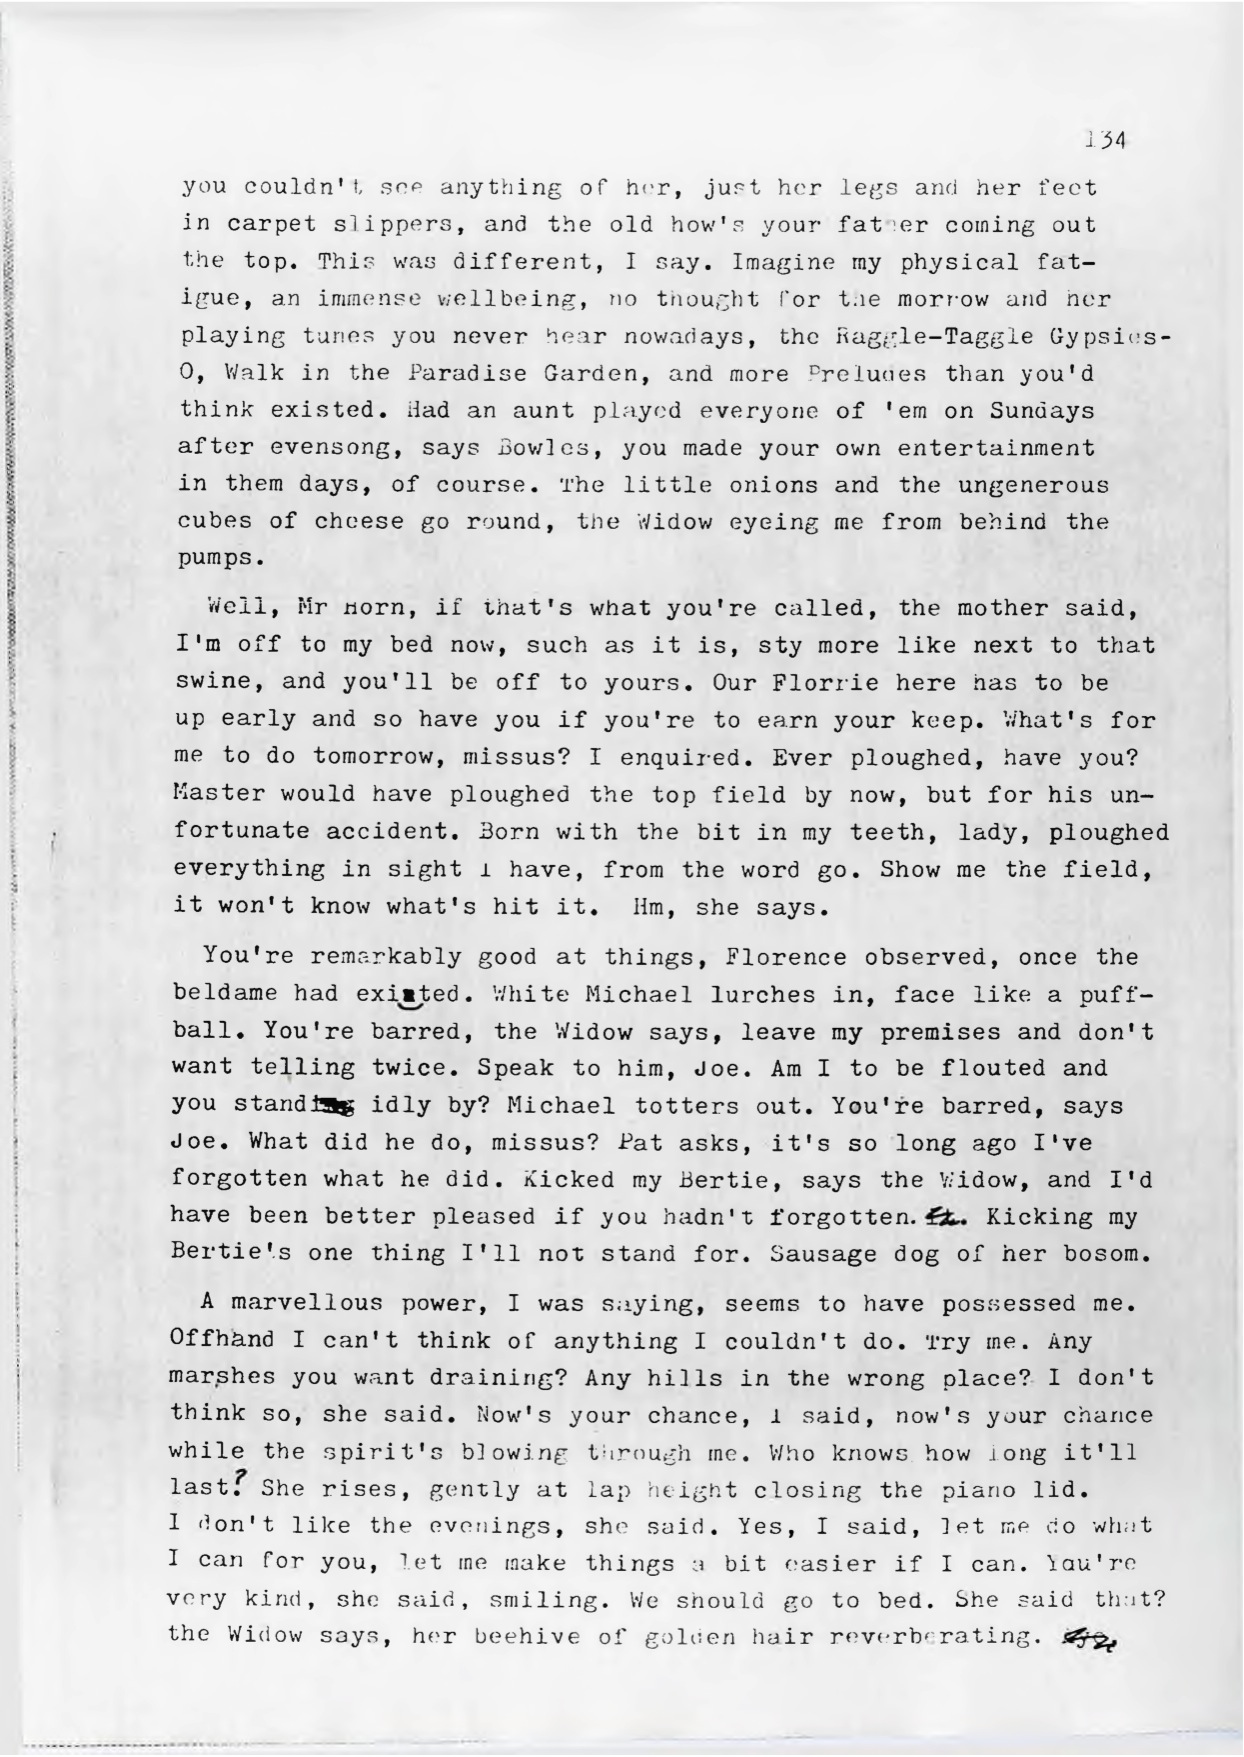 134
you couldn't see anything of her, just her legs and her feet
in carpet slippers, and the old how's your father coming out
the top. This was different, I say. Imagine my physical fat-
igue, an immense wellbeing, no thought for the morrow and her
playing tunes you never hear nowadays, the Raggle-Taggle Gypsies-
O, Walk in the Paradise Garden, and more Preludes than you'd
think existed. Had an aunt played everyone of 'em on Sundays
after evensong, says Bowles, you made your own entertainment
in them days, of course. The little onions and the ungenerous
cubes of cheese go round, the Widow eyeing me from behind the
pumps.
Well, Mr Horn, if that's what you're called, the mother said,
I'm off to my bed now, such as it is, sty more like next to that
swine, and you'll be off to yours. Our Florrie here has to be
up early and so have you if you're to earn your keep. What's for
me to do tomorrow, missus? I enquired. Ever ploughed, have you?
Master would have ploughed the top field by now, but for his un-
fortunate accident. Born with the bit in my teeth, lady, ploughed
everything in sight I have, from the word go. Show me the field,
it won't know what's hit it. Hm, she says.
You're remarkably good at things, Florence observed, once the
beldame had exited. White Michael lurches in, face like a puff-
ball. You're barred, the Widow says, leave my premises and don't
want telling twice. Speak to him, Joe. Am I to be flouted and
you stand idly by? Michael totters out. You're barred, says
Joe. What did he do, missus? Pat asks, it's so long ago I've
forgotten what he did. Kicked my Bertie, says the Widow, and I'd
have been better pleased if you hadn't forgotten. Kicking my
Bertie's one thing I'll not stand for. Sausage dog of her bosom.
A marvellous power, I was saying, seems to have possessed me.
Offhand I can't think of anything I couldn't do. Try me. Any
marshes you want draining? Any hills in the wrong place? I don't
think so, she said. Now's your chance, I said, now's your chance
while the spirit's blowing through me. Who knows how long it'll
last? She rises, gently at lap height closing the piano lid.
I don't like the evenings, she said. Yes, I said, let me do what
I can for you, let me make things a bit easier if I can. You're
very kind, she said, smiling. We should go to bed. She said that?
the Widow says, her beehive of golden hair reverberating.